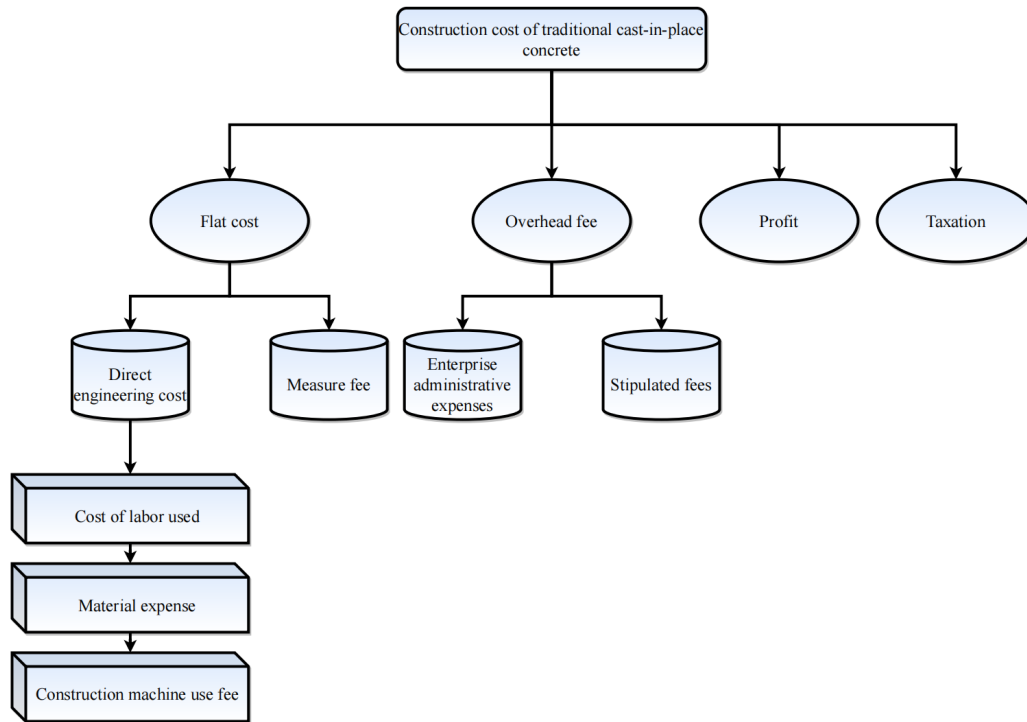 Construction cost of traditional cast-in-place
concrete
Flat cost
Overhead fee
Profit
Taxation
Direct
engineering cost
Measure fee
Enterprise
administrative
expenses
Stipulated fees
Cost of labor used
Material expense
Construction machine use fee